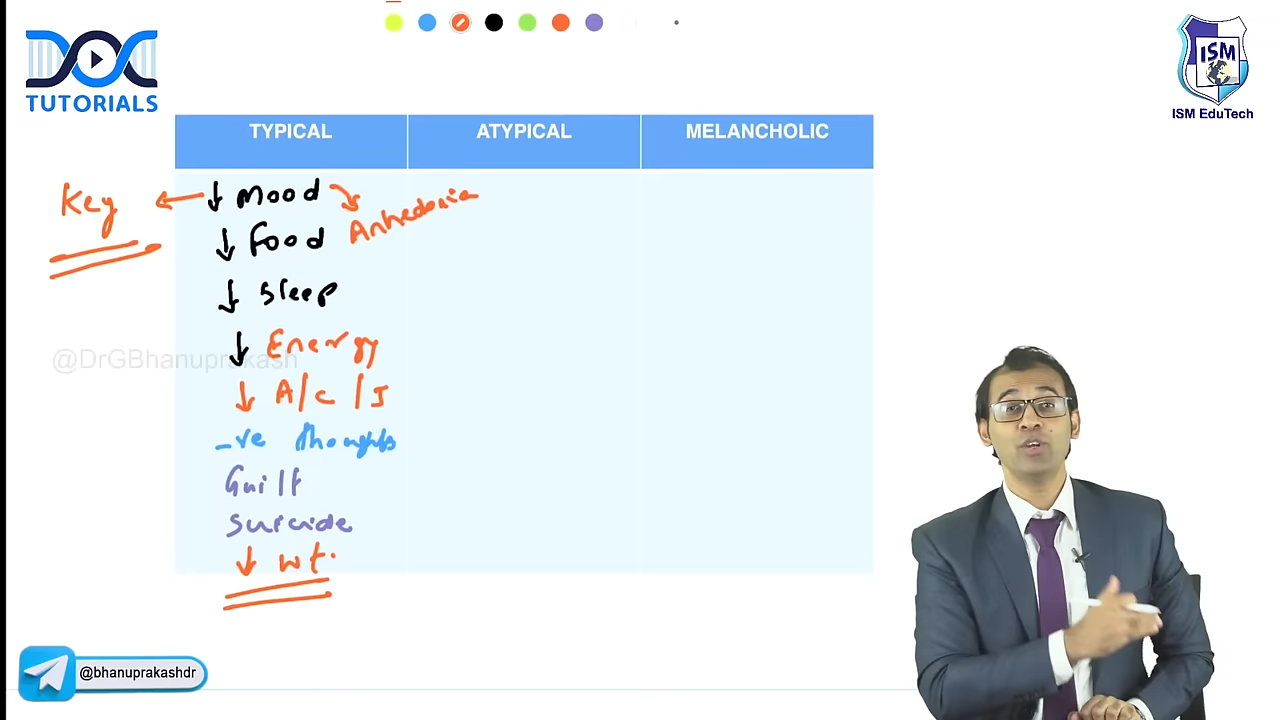 DOC
TUTORIALS
ISM
ISM EduTech
TYPICAL ATYPICAL MELANCHOLIC
Key ← ↓ Mood → Anhedonia
↓ Food
↓ Sleep
↓ Energy
@DrGBhanuprakash
↓ A/C/I
-ve thoughts
Guilt
Suicide
↓ wt.
@bhanuprakashdr